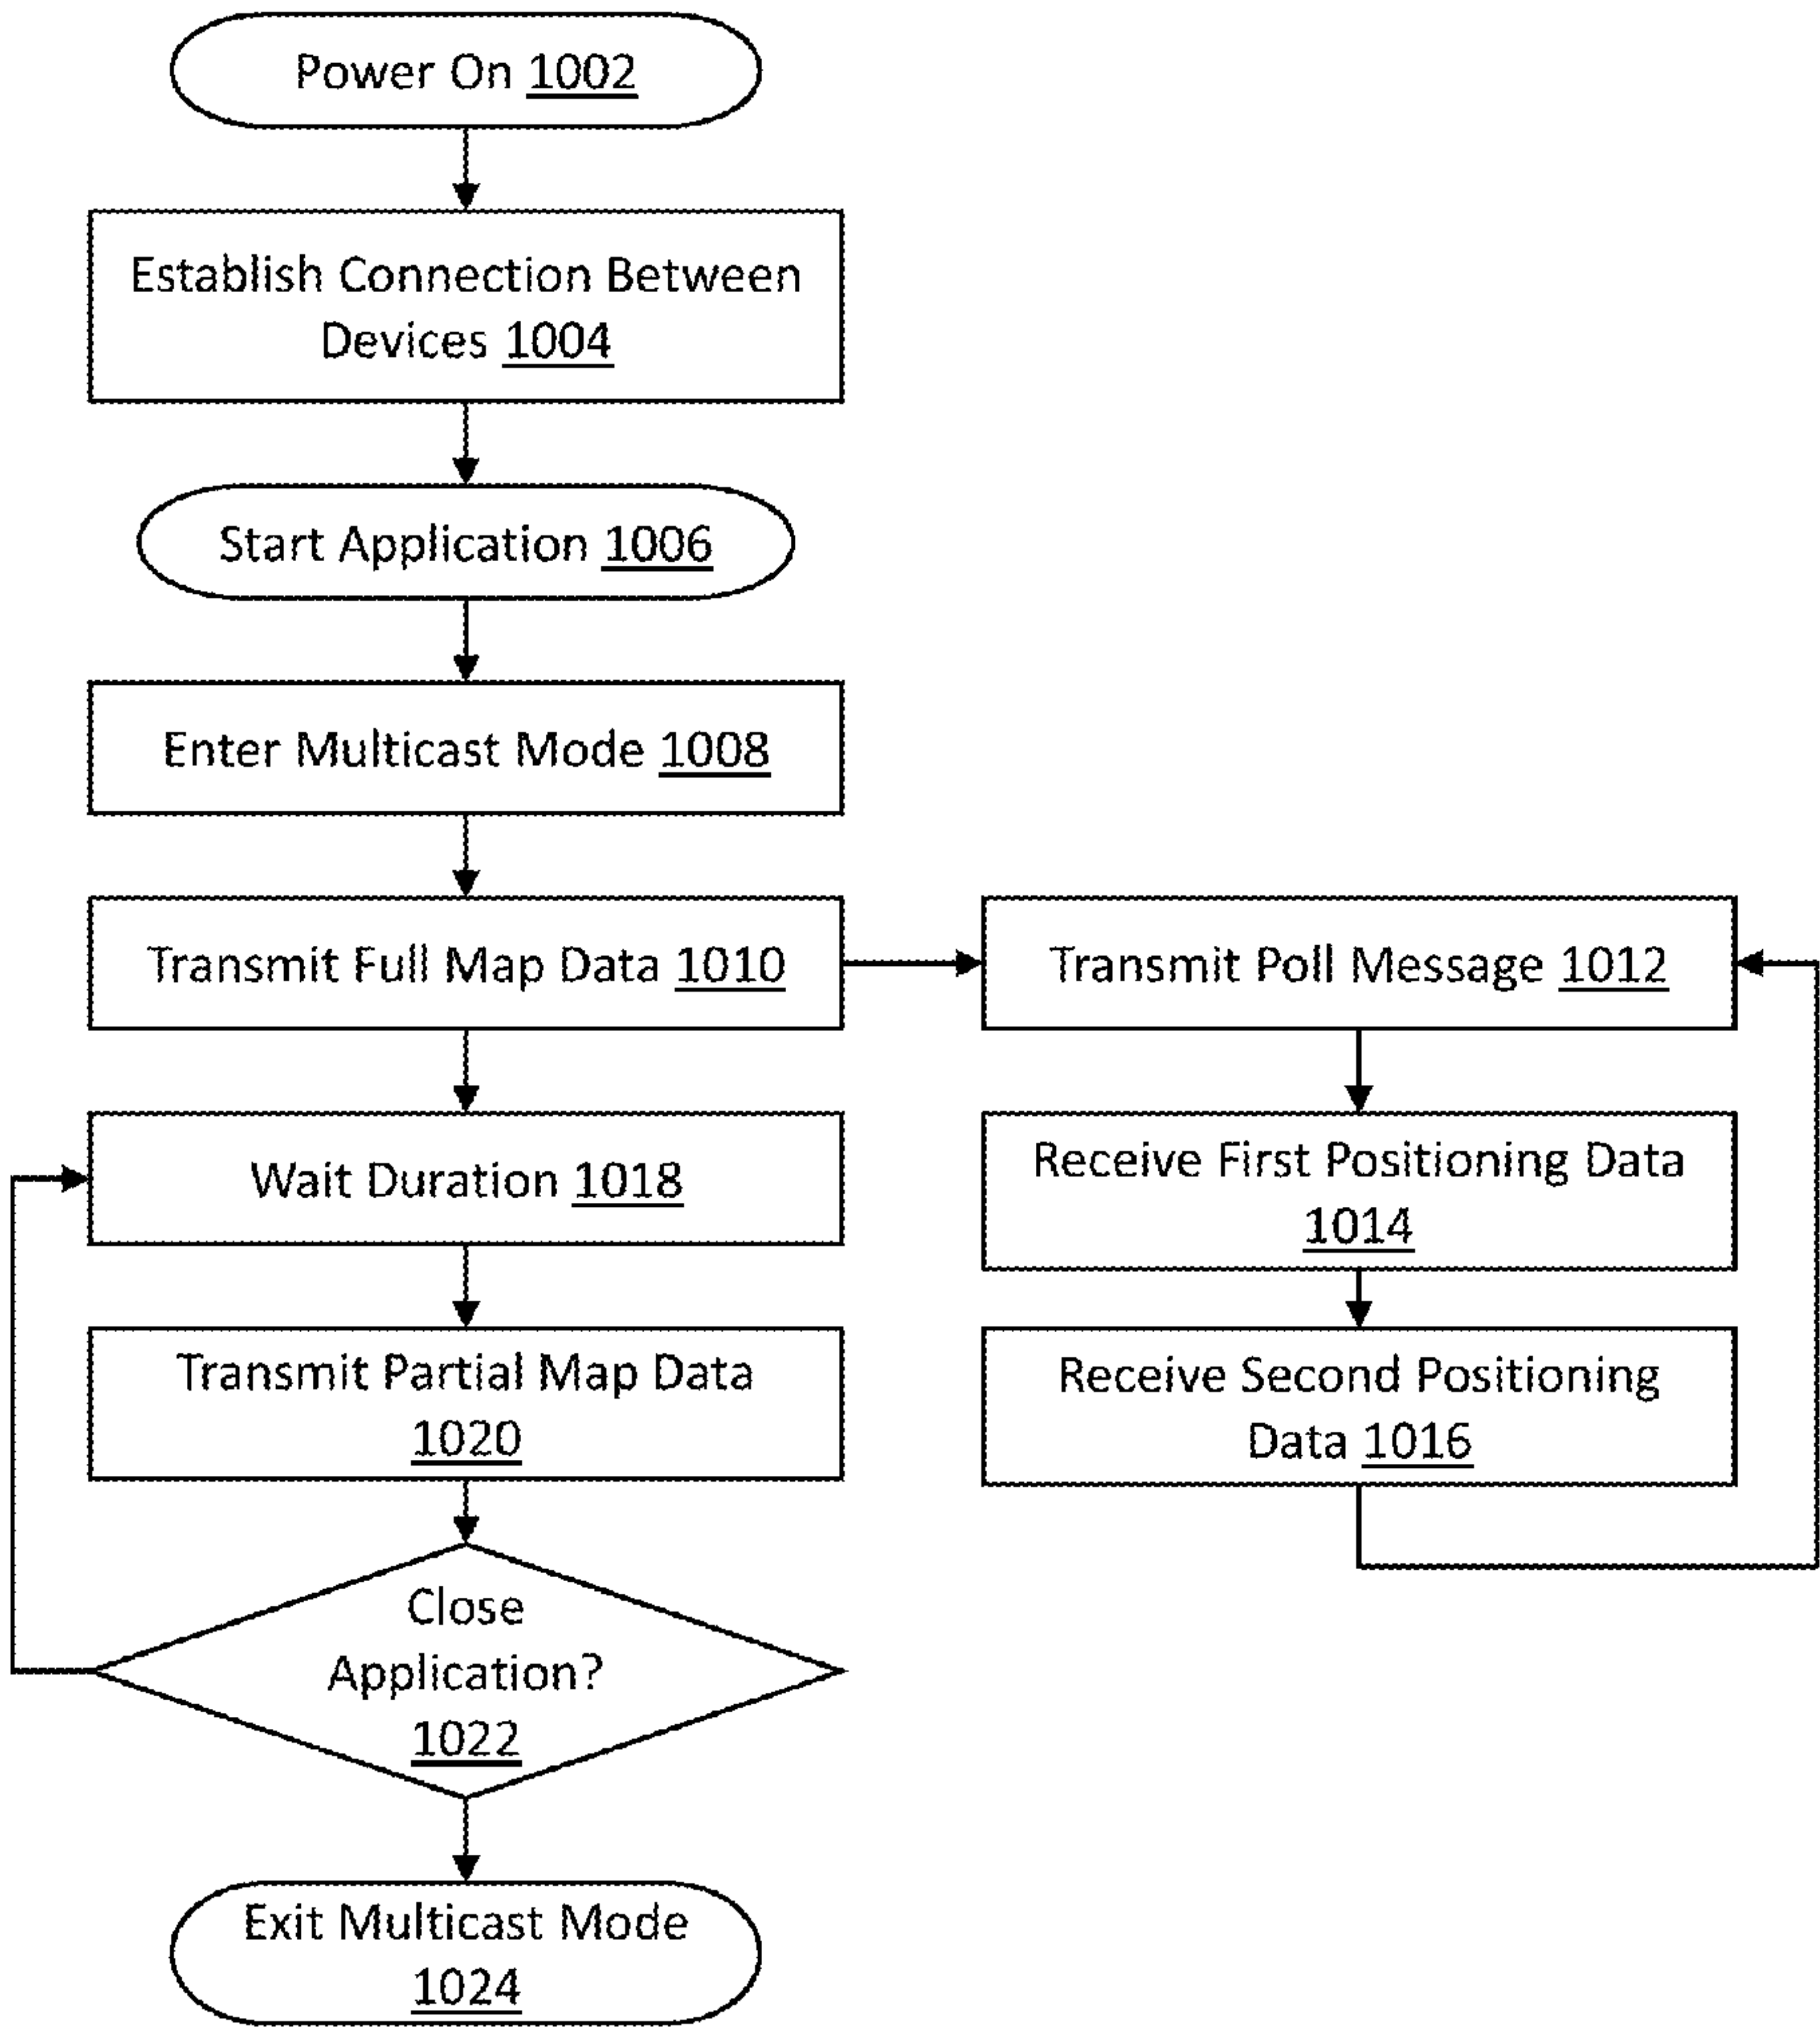 Power On 1002
Establish Connection Between
Devices 1004
Start Application 1006
Enter Multicast Mode 1008
Transmit Full Map Data 1010
Transmit Poll Message 1012
Receive First Positioning Data
1014
Receive Second Positioning
Data 1016
Wait Duration 1018
Transmit Partial Map Data
1020
Close
Application?
1022
Exit Multicast Mode
1024